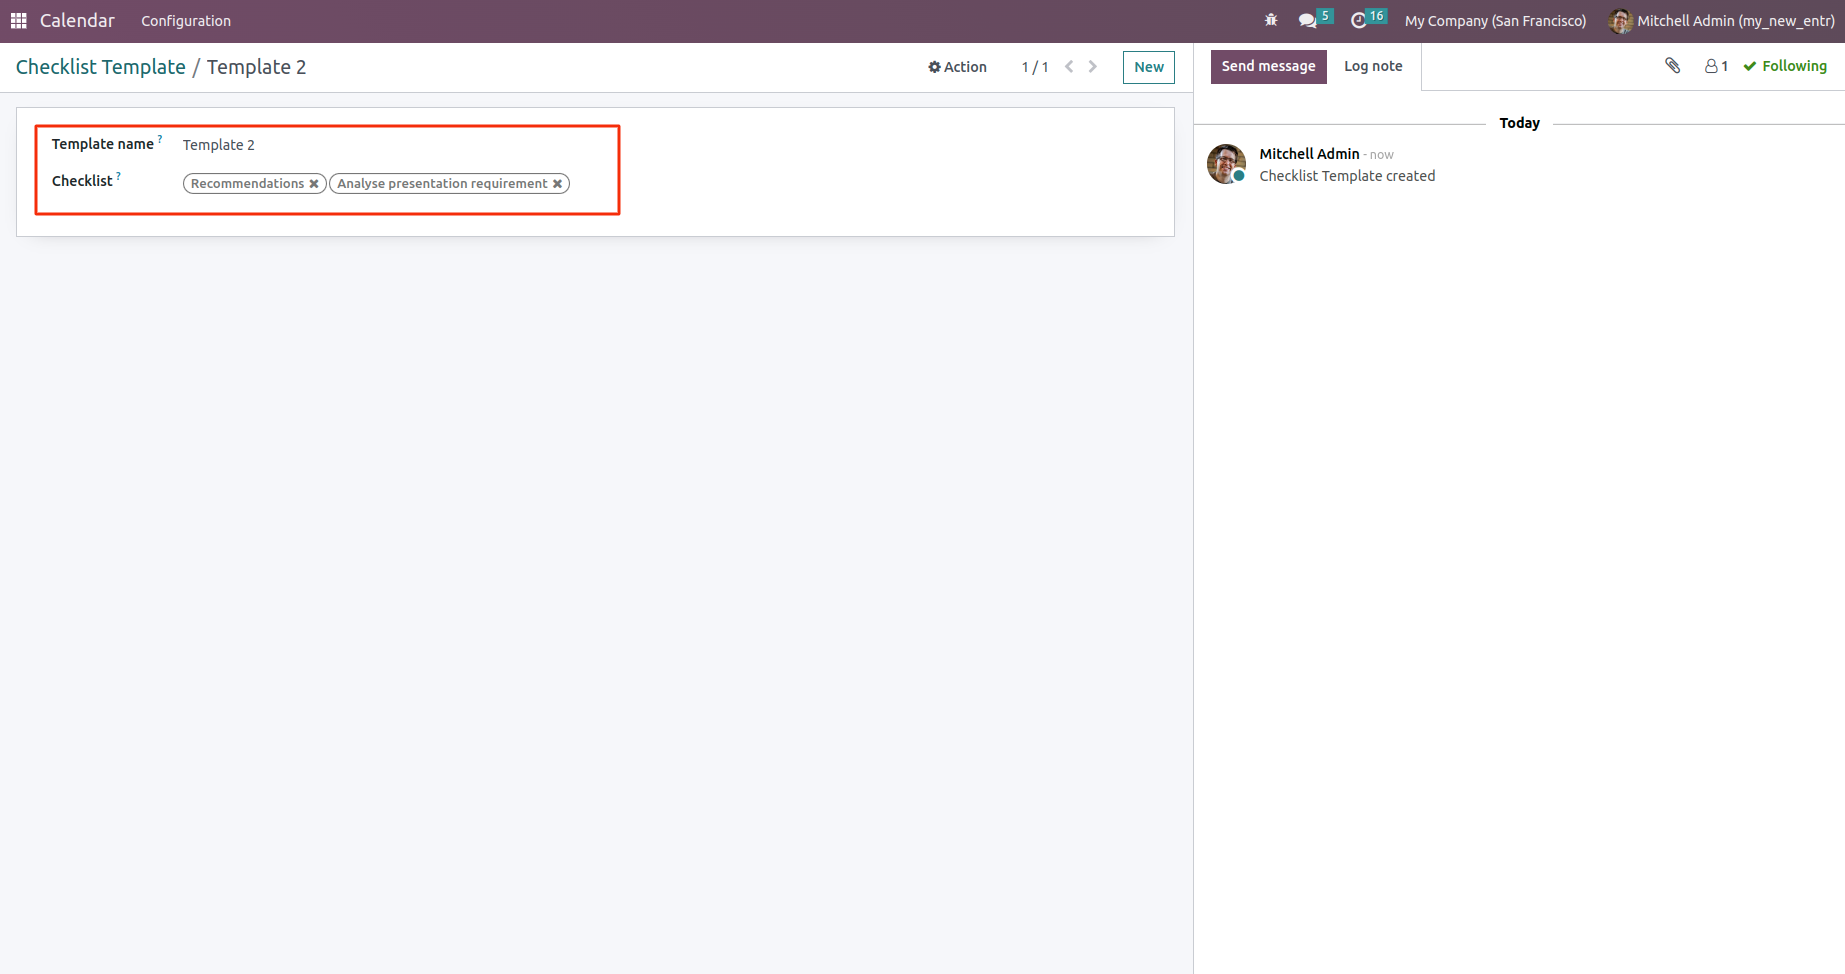 Calendar Configuration 5 16 My Company (San Francisco) Mitchell Admin (my_new_entr)
Checklist Template / Template 2 Action 1 / 1 New
Send message Log note 1 Following
Template name ? Template 2
Checklist ? Recommendations Analyse presentation requirement
Today
Mitchell Admin - now
Checklist Template created